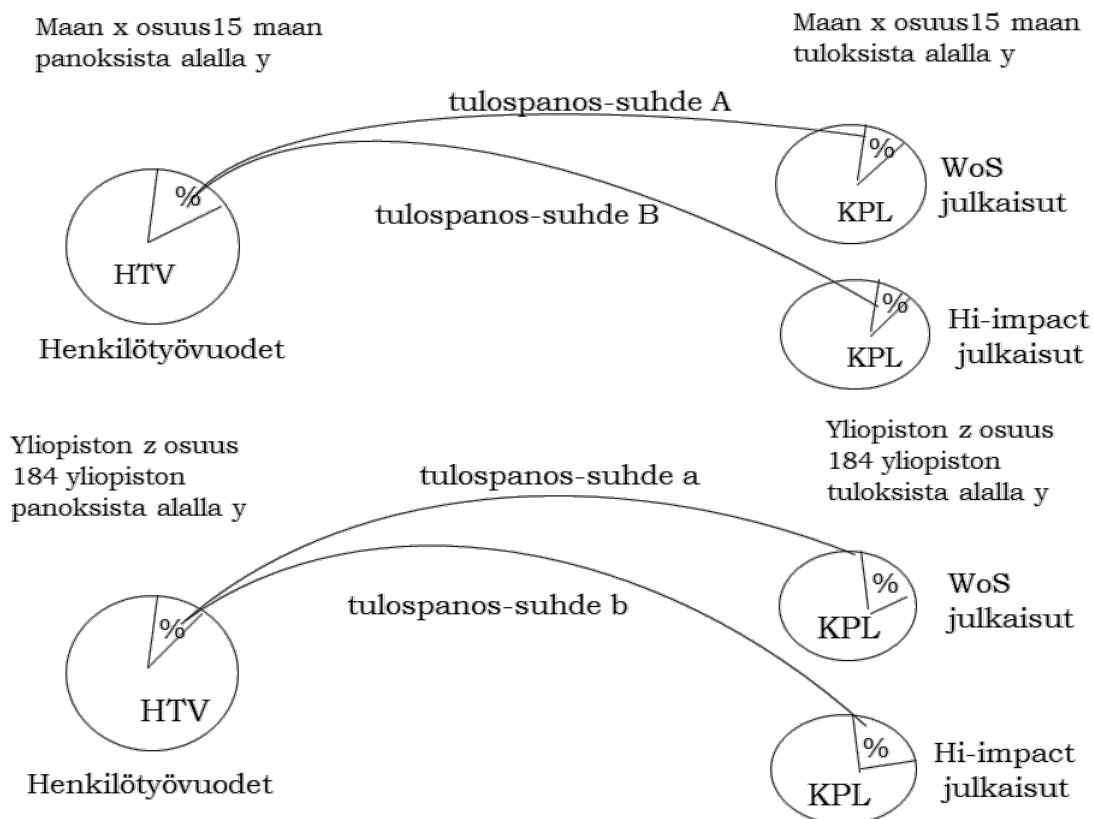 Maan x osuus15 maan
panoksista alalla y
Maan x osuus15 maan
tuloksista alalla y
tulospanos-suhde A
%
%
WoS
julkaisut
KPL
tulospanos-suhde B
HTV
Henkilötyövuodet
%
Hi-impact
julkaisut
KPL
Yliopiston z osuus
184 yliopiston
panoksista alalla y
Yliopiston z osuus
184 yliopiston
tuloksista alalla y
tulospanos-suhde a
%
WoS
julkaisut
KPL
tulospanos-suhde b
%
HTV
Henkilötyövuodet
%
Hi-impact
julkaisut
KPL